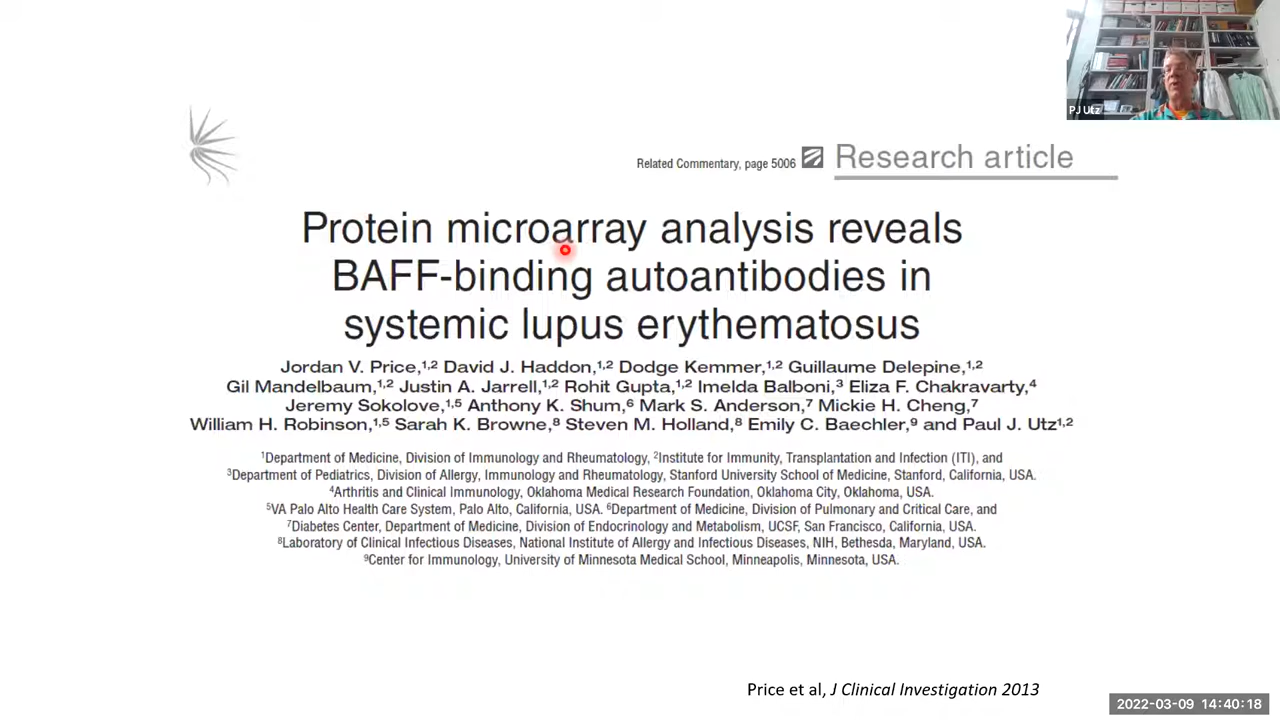 PJ Utz
Related Commentary, page 5006 Research article
Protein microarray analysis reveals
BAFF-binding autoantibodies in
systemic lupus erythematosus
Jordan V. Price,¹,² David J. Haddon,¹,² Dodge Kemmer,¹,² Guillaume Delepine,¹,²
Gil Mandelbaum,¹,² Justin A. Jarrell,¹,² Rohit Gupta,¹,² Imelda Balboni,³ Eliza F. Chakravarty,⁴
Jeremy Sokolove,¹,⁵ Anthony K. Shum,⁶ Mark S. Anderson,⁷ Mickie H. Cheng,⁷
William H. Robinson,¹,⁵ Sarah K. Browne,⁸ Steven M. Holland,⁸ Emily C. Baechler,⁹ and Paul J. Utz¹,²
¹Department of Medicine, Division of Immunology and Rheumatology, ²Institute for Immunity, Transplantation and Infection (ITI), and
³Department of Pediatrics, Division of Allergy, Immunology and Rheumatology, Stanford University School of Medicine, Stanford, California, USA.
⁴Arthritis and Clinical Immunology, Oklahoma Medical Research Foundation, Oklahoma City, Oklahoma, USA.
⁵VA Palo Alto Health Care System, Palo Alto, California, USA. ⁶Department of Medicine, Division of Pulmonary and Critical Care, and
⁷Diabetes Center, Department of Medicine, Division of Endocrinology and Metabolism, UCSF, San Francisco, California, USA.
⁸Laboratory of Clinical Infectious Diseases, National Institute of Allergy and Infectious Diseases, NIH, Bethesda, Maryland, USA.
⁹Center for Immunology, University of Minnesota Medical School, Minneapolis, Minnesota, USA.
Price et al, J Clinical Investigation 2013
2022-03-09 14:40:18